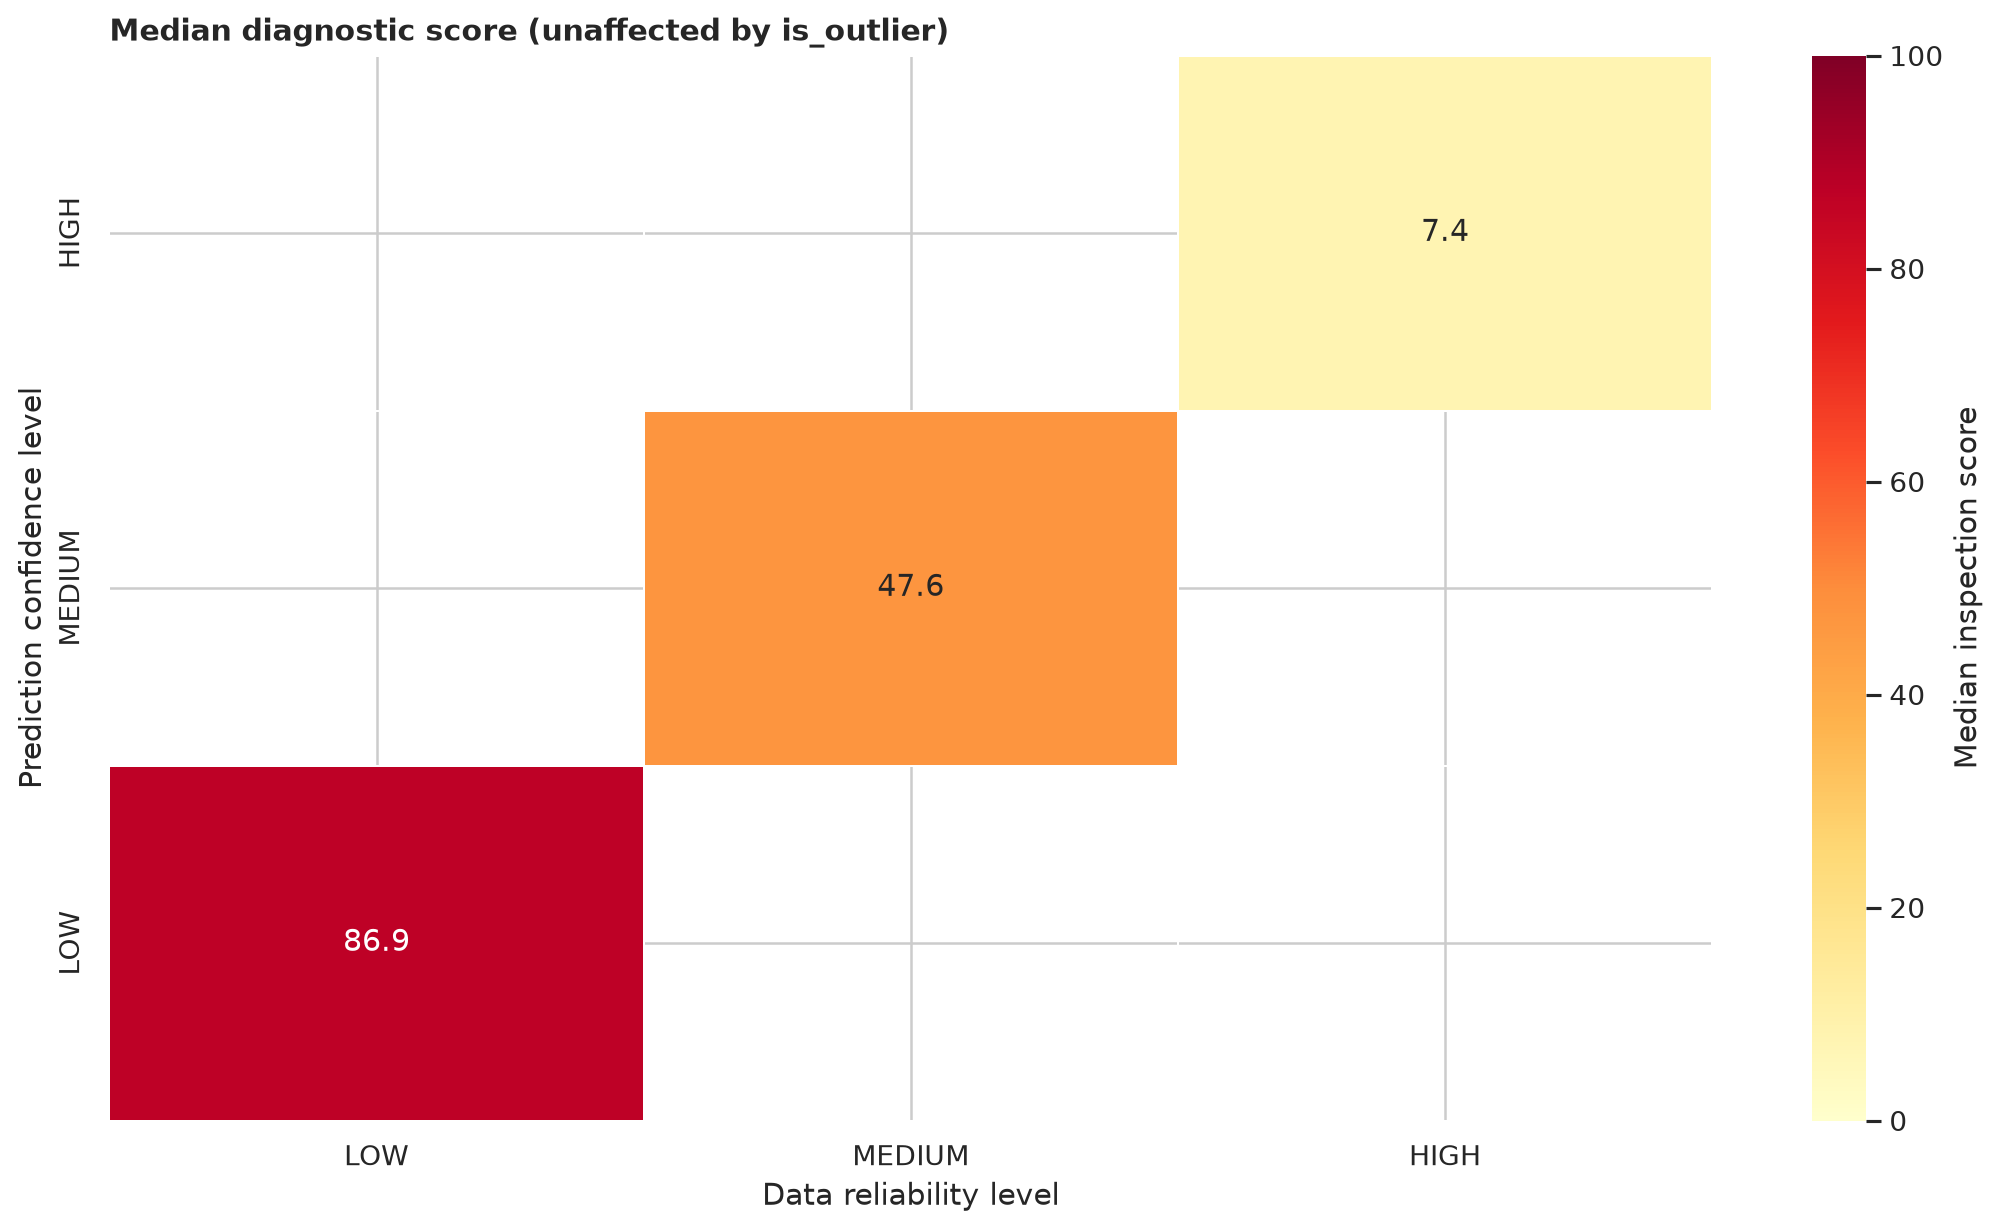 Median diagnostic score (unaffected by is_outlier)
Prediction confidence level
HIGH
MEDIUM
LOW
7.4
47.6
86.9
LOW
MEDIUM
HIGH
Data reliability level
100
80
60
40
20
0
Median inspection score